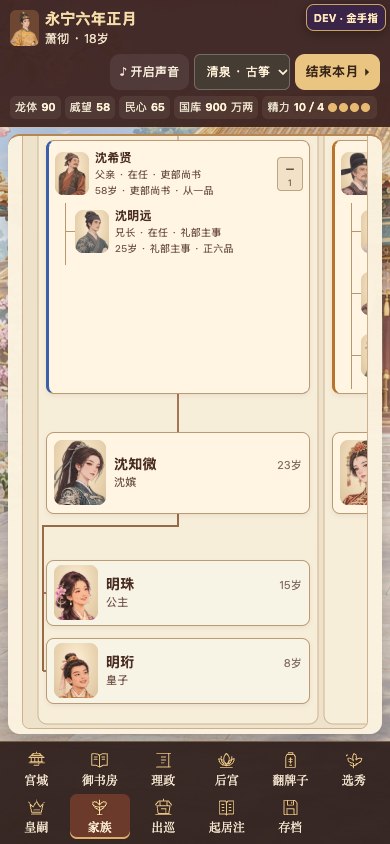 永宁六年正月
萧彻 · 18岁
DEV · 金手指
♪ 开启声音
清泉 · 古筝
结束本月
龙体 90
威望 58
民心 65
国库 900 万两
精力 10 / 4
沈希贤
父亲 · 在任 · 吏部尚书
58岁 · 吏部尚书 · 从一品
−
1
沈明远
兄长 · 在任 · 礼部主事
25岁 · 礼部主事 · 正六品
沈知微
23岁
沈嫔
明珠
15岁
公主
明珩
8岁
皇子
宫城
御书房
理政
后宫
翻牌子
选秀
皇嗣
家族
出巡
起居注
存档